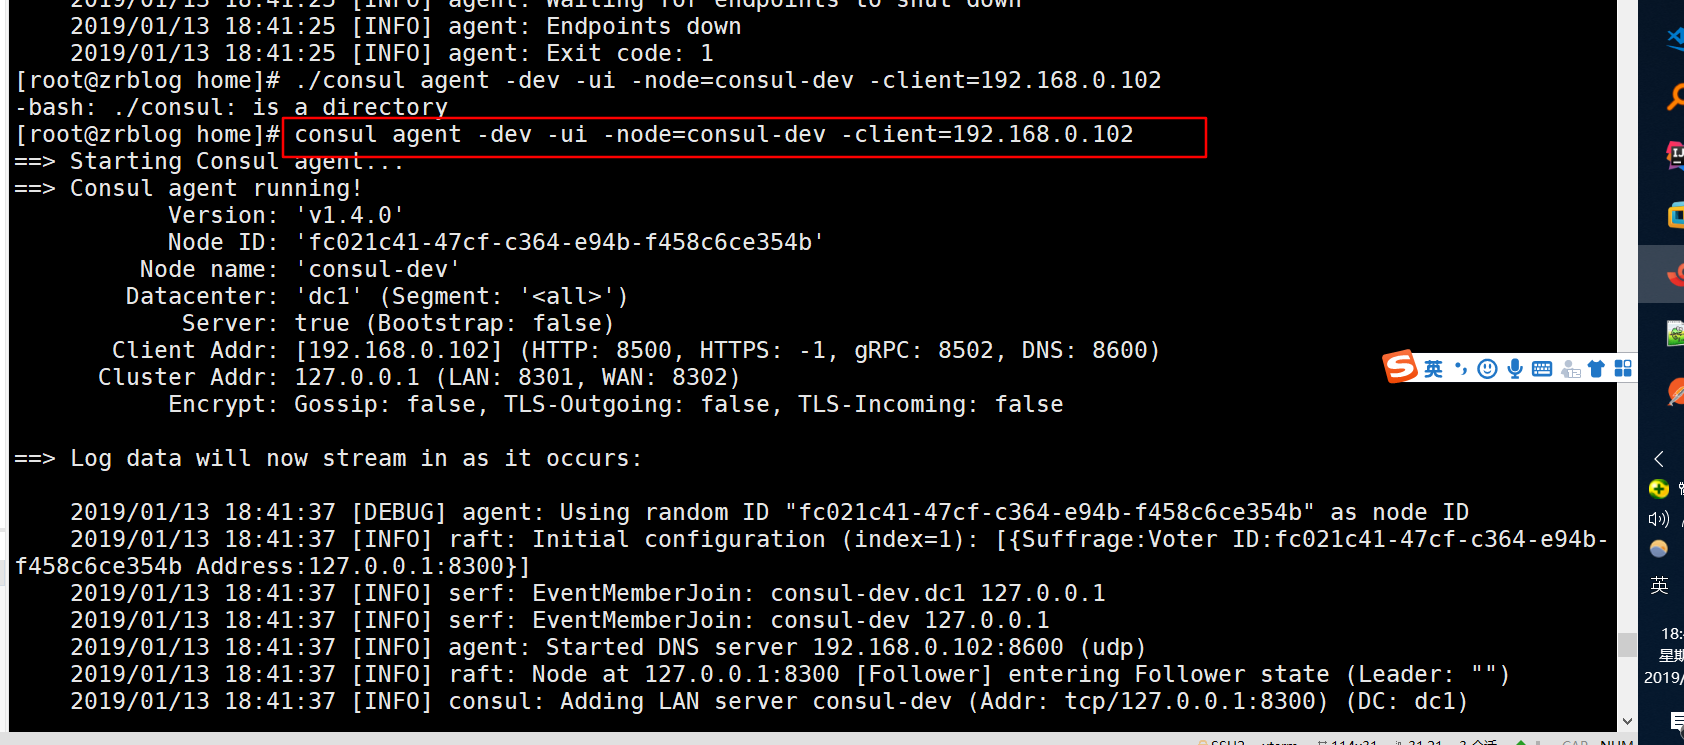 2019/01/13 18:41:25 [INFO] agent: Waiting for endpoints to shut down
2019/01/13 18:41:25 [INFO] agent: Endpoints down
2019/01/13 18:41:25 [INFO] agent: Exit code: 1
[root@zrblog home]# ./consul agent -dev -ui -node=consul-dev -client=192.168.0.102
-bash: ./consul: is a directory
[root@zrblog home]# consul agent -dev -ui -node=consul-dev -client=192.168.0.102
==> Starting Consul agent...
==> Consul agent running!
Version: 'v1.4.0'
Node ID: 'fc021c41-47cf-c364-e94b-f458c6ce354b'
Node name: 'consul-dev'
Datacenter: 'dc1' (Segment: '<all>')
Server: true (Bootstrap: false)
Client Addr: [192.168.0.102] (HTTP: 8500, HTTPS: -1, gRPC: 8502, DNS: 8600)
Cluster Addr: 127.0.0.1 (LAN: 8301, WAN: 8302)
Encrypt: Gossip: false, TLS-Outgoing: false, TLS-Incoming: false
==> Log data will now stream in as it occurs:
2019/01/13 18:41:37 [DEBUG] agent: Using random ID "fc021c41-47cf-c364-e94b-f458c6ce354b" as node ID
2019/01/13 18:41:37 [INFO] raft: Initial configuration (index=1): [{Suffrage:Voter ID:fc021c41-47cf-c364-e94b-
f458c6ce354b Address:127.0.0.1:8300}]
2019/01/13 18:41:37 [INFO] serf: EventMemberJoin: consul-dev.dc1 127.0.0.1
2019/01/13 18:41:37 [INFO] serf: EventMemberJoin: consul-dev 127.0.0.1
2019/01/13 18:41:37 [INFO] agent: Started DNS server 192.168.0.102:8600 (udp)
2019/01/13 18:41:37 [INFO] raft: Node at 127.0.0.1:8300 [Follower] entering Follower state (Leader: "")
2019/01/13 18:41:37 [INFO] consul: Adding LAN server consul-dev (Addr: tcp/127.0.0.1:8300) (DC: dc1)
英
英
18:
星期
2019/